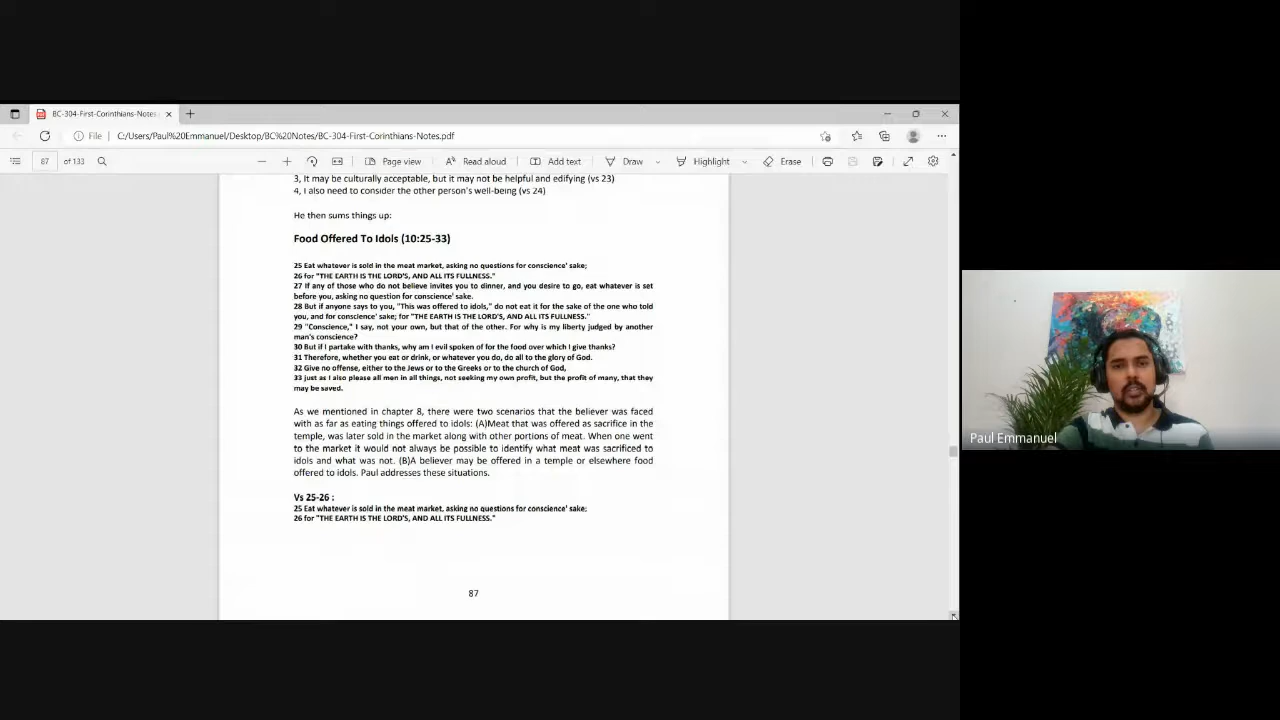 BC-304-First-Corinthians-Notes
File
C:/Users/Paul%20Emmanuel/Desktop/BC%20Notes/BC-304-First-Corinthians-Notes.pdf
87 of 133
Page view
Read aloud
Add text
Draw
Highlight
Erase
3, It may be culturally acceptable, but it may not be helpful and edifying (vs 23)
4, I also need to consider the other person's well-being (vs 24)
He then sums things up:
Food Offered To Idols (10:25-33)
25 Eat whatever is sold in the meat market, asking no questions for conscience' sake;
26 for "THE EARTH IS THE LORD'S, AND ALL ITS FULLNESS."
27 If any of those who do not believe invites you to dinner, and you desire to go, eat whatever is set
before you, asking no question for conscience' sake.
28 But if anyone says to you, "This was offered to idols," do not eat it for the sake of the one who told
you, and for conscience' sake; for "THE EARTH IS THE LORD'S, AND ALL ITS FULLNESS."
29 "Conscience," I say, not your own, but that of the other. For why is my liberty judged by another
man's conscience?
30 But if I partake with thanks, why am I evil spoken of for the food over which I give thanks?
31 Therefore, whether you eat or drink, or whatever you do, do all to the glory of God.
32 Give no offense, either to the Jews or to the Greeks or to the church of God,
33 just as I also please all men in all things, not seeking my own profit, but the profit of many, that they
may be saved.
As we mentioned in chapter 8, there were two scenarios that the believer was faced
with as far as eating things offered to idols: (A)Meat that was offered as sacrifice in the
temple, was later sold in the market along with other portions of meat. When one went
to the market it would not always be possible to identify what meat was sacrificed to
idols and what was not. (B)A believer may be offered in a temple or elsewhere food
offered to idols. Paul addresses these situations.
Vs 25-26 :
25 Eat whatever is sold in the meat market, asking no questions for conscience' sake;
26 for "THE EARTH IS THE LORD'S, AND ALL ITS FULLNESS."
87
Paul Emmanuel